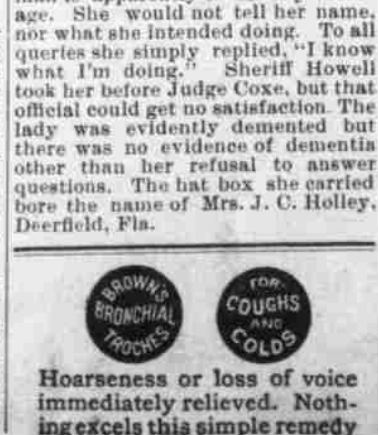 age. She would not tell her name,
nor what she intended doing. To all
queries she simply replied, "I know
what I'm doing." Sheriff Howell
took her before Judge Coxe, but that
official could get no satisfaction. The
lady was evidently demented but
there was no evidence of dementia
other than her refusal to answer
questions. The hat box she carried
bore the name of Mrs. J. C. Holley,
Deerfield, Fla.
BROWN'S
BRONCHIAL
TROCHES
FOR
COUGHS
AND
COLDS
Hoarseness or loss of voice
immediately relieved. Noth-
ing excels this simple remedy